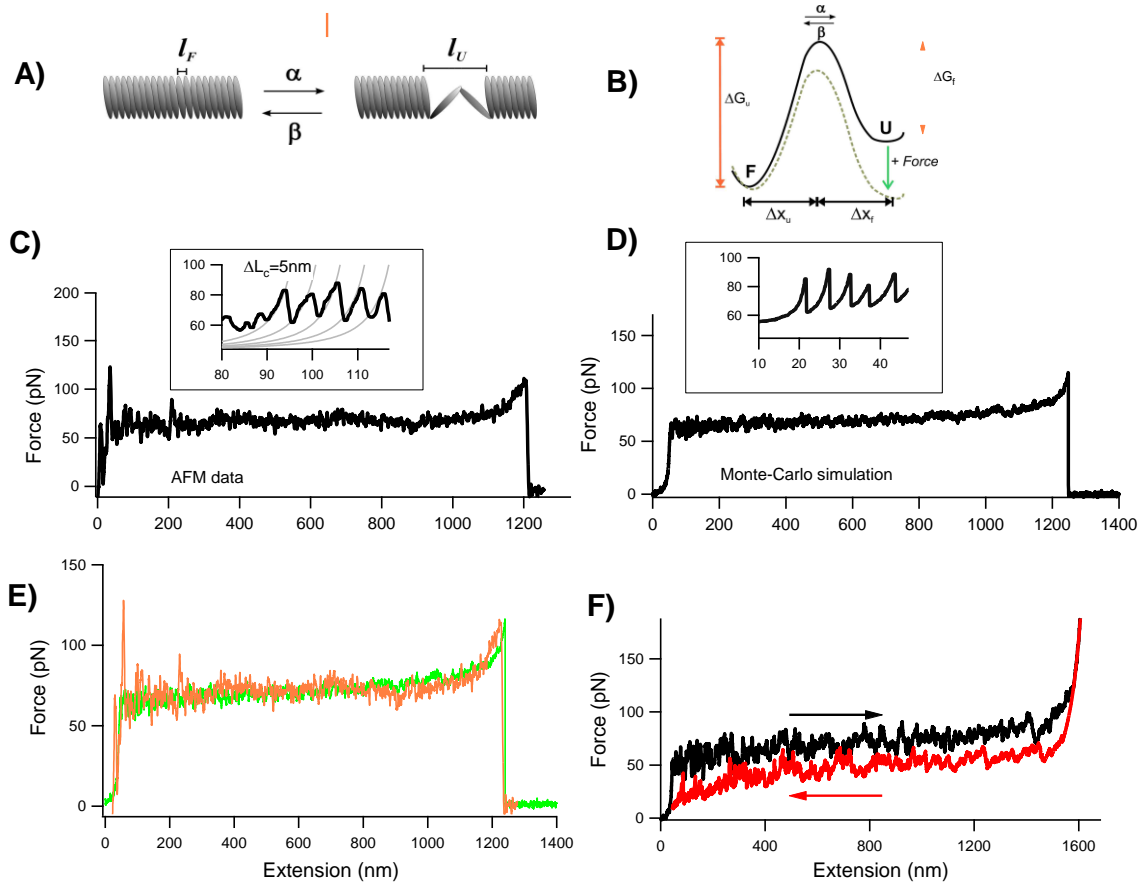 A)
l_F
α
β
l_U
B)
α
β
ΔG_u
ΔG_f
F
U
+ Force
Δx_u
Δx_f
C)
Force (pN)
200
150
100
50
0
0
200
400
600
800
1000
1200
AFM data
ΔL_c=5nm
100
80
60
80
90
100
110
D)
Force (pN)
150
100
50
0
0
200
400
600
800
1000
1200
1400
Monte-Carlo simulation
100
80
60
10
20
30
40
E)
Force (pN)
150
100
50
0
0
200
400
600
800
1000
1200
1400
Extension (nm)
F)
Force (pN)
150
100
50
0
0
400
800
1200
1600
Extension (nm)